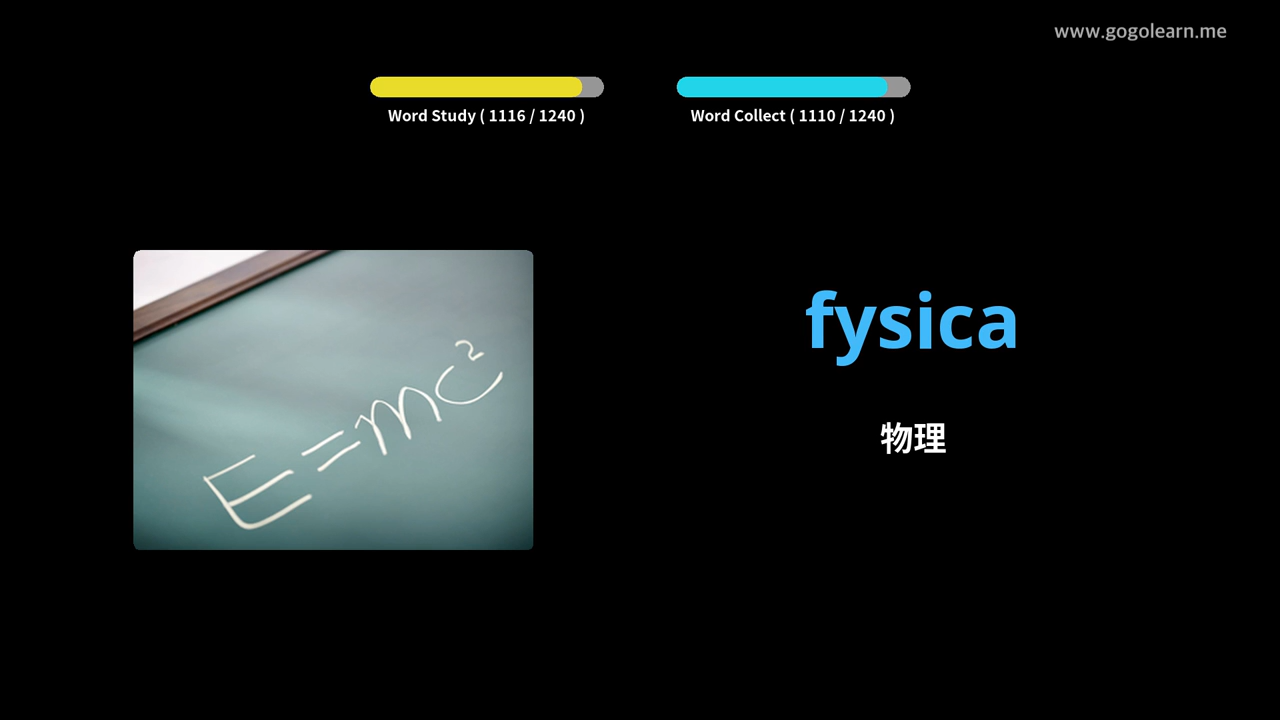 www.gogolearn.me
Word Study ( 1116 / 1240 )
Word Collect ( 1110 / 1240 )
E=mc²
fysica
物理